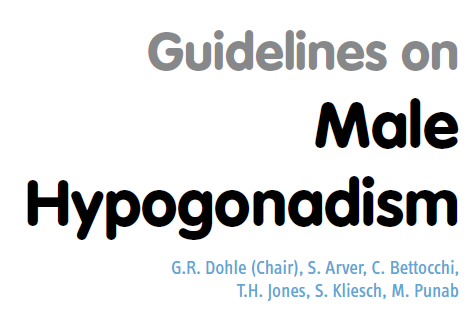 Guidelines on
Male
Hypogonadism
G.R. Dohle (Chair), S. Arver, C. Bettocchi,
T.H. Jones, S. Kliesch, M. Punab